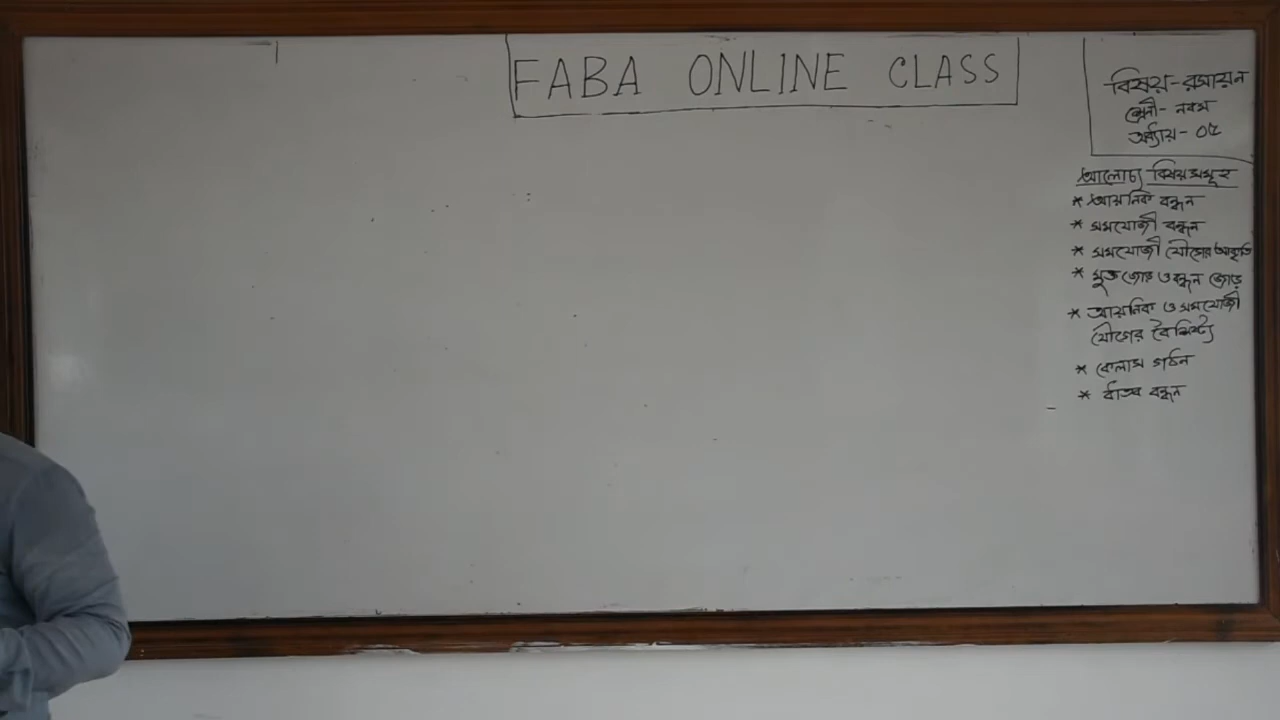 FABA ONLINE CLASS
বিষয়-রসায়ন
শ্রেণী-নবম
অধ্যায়-০৫
আলোচ্য বিষয়সমূহ
* আয়নিক বন্ধন
* সমযোজী বন্ধন
* সমযোজী যৌগের আকৃতি
* মুক্ত জোড় ও বন্ধন জোড়
* আয়নিক ও সমযোজী
যৌগের বৈশিষ্ট্য
* কেলাস গঠন
* ধাতব বন্ধন